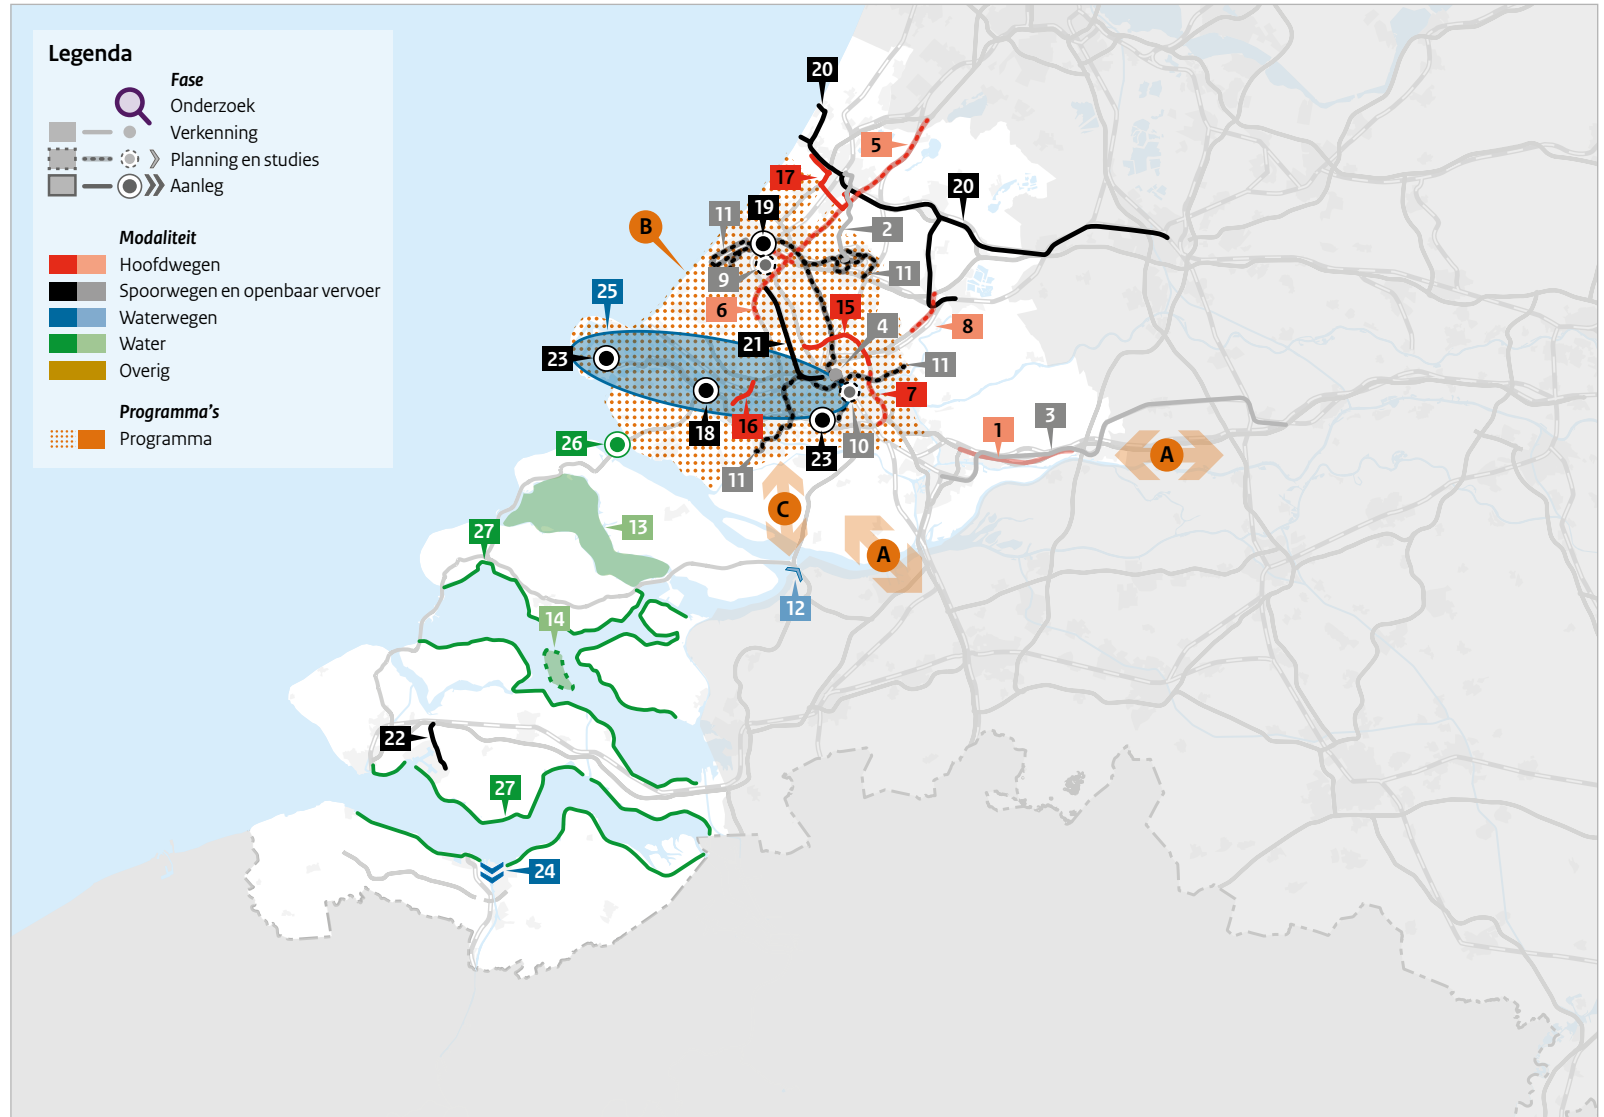 Legenda
Fase
Onderzoek
Verkenning
Planning en studies
Aanleg
Modaliteit
Hoofdwegen
Spoorwegen en openbaar vervoer
Waterwegen
Water
Overig
Programma's
Programma
20
5
17
20
11
19
B
2
9
11
25
6
15
4
8
21
23
11
7
16
18
1
3
26
10
23
A
11
C
13
27
A
12
14
22
27
24